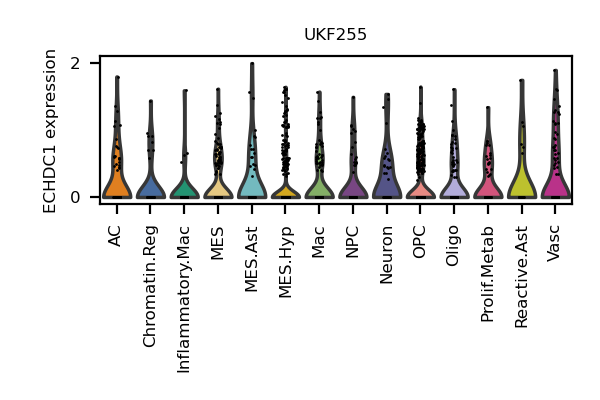 UKF255
ECHDC1 expression
2
0
AC
Chromatin.Reg
Inflammatory.Mac
MES
MES.Ast
MES.Hyp
Mac
NPC
Neuron
OPC
Oligo
Prolif.Metab
Reactive.Ast
Vasc